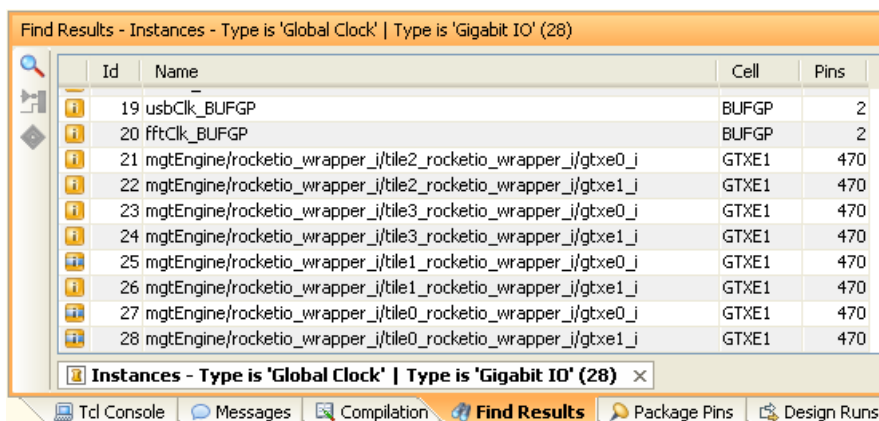 Find Results - Instances - Type is 'Global Clock' | Type is 'Gigabit IO' (28)
Id Name Cell Pins
19 usbClk_BUFGP BUFGP 2
20 fftClk_BUFGP BUFGP 2
21 mgtEngine/rocketio_wrapper_i/tile2_rocketio_wrapper_i/gtxe0_i GTXE1 470
22 mgtEngine/rocketio_wrapper_i/tile2_rocketio_wrapper_i/gtxe1_i GTXE1 470
23 mgtEngine/rocketio_wrapper_i/tile3_rocketio_wrapper_i/gtxe0_i GTXE1 470
24 mgtEngine/rocketio_wrapper_i/tile3_rocketio_wrapper_i/gtxe1_i GTXE1 470
25 mgtEngine/rocketio_wrapper_i/tile1_rocketio_wrapper_i/gtxe0_i GTXE1 470
26 mgtEngine/rocketio_wrapper_i/tile1_rocketio_wrapper_i/gtxe1_i GTXE1 470
27 mgtEngine/rocketio_wrapper_i/tile0_rocketio_wrapper_i/gtxe0_i GTXE1 470
28 mgtEngine/rocketio_wrapper_i/tile0_rocketio_wrapper_i/gtxe1_i GTXE1 470
Instances - Type is 'Global Clock' | Type is 'Gigabit IO' (28)
Tcl Console Messages Compilation Find Results Package Pins Design Runs